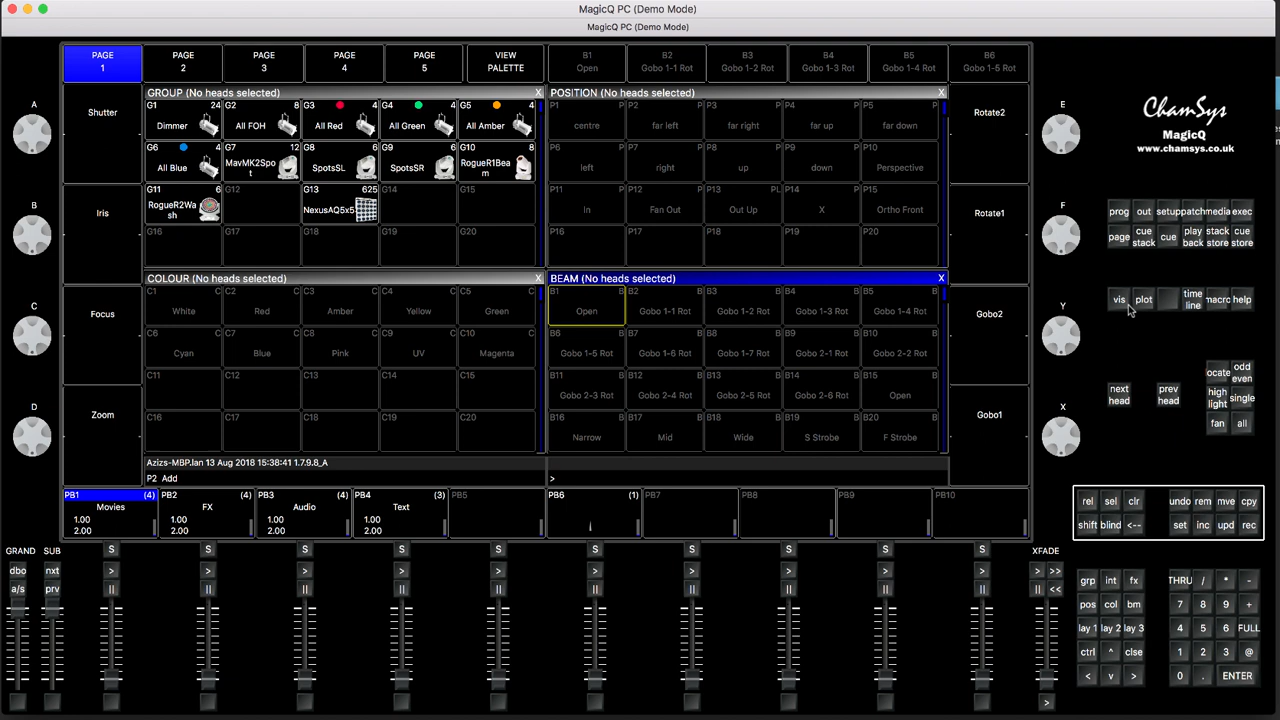 MagicQ PC (Demo Mode)
MagicQ PC (Demo Mode)
PAGE 1 PAGE 2 PAGE 3 PAGE 4 PAGE 5 VIEW PALETTE B1 Open B2 Gobo 1-1 Rot B3 Gobo 1-2 Rot B4 Gobo 1-3 Rot B5 Gobo 1-4 Rot B6 Gobo 1-5 Rot
A Shutter
B Iris
C Focus
D Zoom
GROUP (No heads selected) X
G1 24 G2 8 G3 4 G4 4 G5 4
Dimmer All FOH All Red All Green All Amber
G6 4 G7 12 G8 6 G9 6 G10 8
All Blue MavMK2Spot SpotsSL SpotsSR RogueR1Beam
G11 6 G12 G13 625 G14 G15
RogueR2Wash NexusAQ5x5
G16 G17 G18 G19 G20
POSITION (No heads selected) X
P1 P P2 P P3 P P4 P P5 P
centre far left far right far up far down
P6 P P7 P P8 P P9 P P10 P
left right up down Perspective
P11 P P12 P P13 PL P14 P P15 P
In Fan Out Out Up X Ortho Front
P16 P17 P18 P19 P20
COLOUR (No heads selected) X
C1 C C2 C C3 C C4 C C5 C
White Red Amber Yellow Green
C6 C C7 C C8 C C9 C C10 C
Cyan Blue Pink UV Magenta
C11 C12 C13 C14 C15
C16 C17 C18 C19 C20
BEAM (No heads selected) X
B1 B B2 B B3 B B4 B B5 B
Open Gobo 1-1 Rot Gobo 1-2 Rot Gobo 1-3 Rot Gobo 1-4 Rot
B6 B B7 B B8 B B9 B B10 B
Gobo 1-5 Rot Gobo 1-6 Rot Gobo 1-7 Rot Gobo 2-1 Rot Gobo 2-2 Rot
B11 B B12 B B13 B B14 B B15 B
Gobo 2-3 Rot Gobo 2-4 Rot Gobo 2-5 Rot Gobo 2-6 Rot Open
B16 B B17 B B18 B B19 B B20 B
Narrow Mid Wide S Strobe F Strobe
Azizs-MBP.lan 13 Aug 2018 15:38:41 1.7.9.8_A
P2 Add >
Rotate2 E
Rotate1 F
Gobo2 Y
Gobo1 X
ChamSys
MagicQ
www.chamsys.co.uk
prog out setup patch media exec
page cue stack cue play back stack store cue store
vis plot time line macro help
next head prev head ocate odd even
high light single
fan all
PB1 (4) PB2 (4) PB3 (4) PB4 (3) PB5 PB6 (1) PB7 PB8 PB9 PB10
Movies FX Audio Text
1.00 1.00 1.00 1.00
2.00 2.00 2.00 2.00
rel sel clr undo rem mve cpy
shift blind <-- set inc upd rec
GRAND SUB S S S S S S S S S S XFADE
dbo nxt > > > > > > > > > > > >>
a/s prv || || || || || || || || || || || <<
>
grp int fx THRU / * -
pos col bm 7 8 9 +
lay 1 lay 2 lay 3 4 5 6 FULL
ctrl ^ clse 1 2 3 @
< v > 0 . ENTER